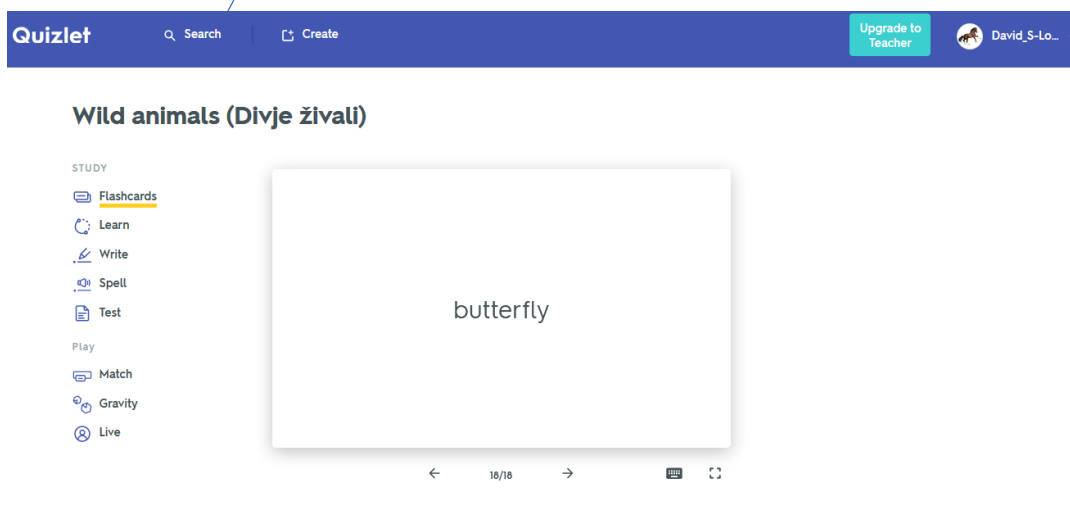 Quizlet
Search
Create
Upgrade to
Teacher
David_S-Lo...
Wild animals (Divje živali)
STUDY
Flashcards
Learn
Write
Spell
Test
Play
Match
Gravity
Live
butterfly
18/18